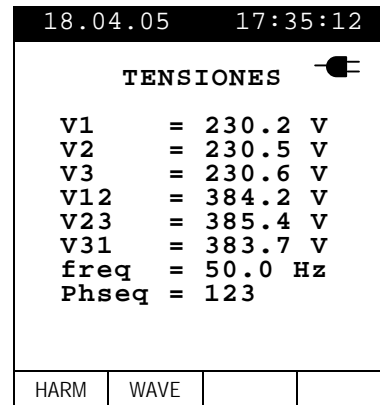 18.04.05 17:35:12
TENSIONES
V1 = 230.2 V
V2 = 230.5 V
V3 = 230.6 V
V12 = 384.2 V
V23 = 385.4 V
V31 = 383.7 V
freq = 50.0 Hz
Phseq = 123
HARM WAVE